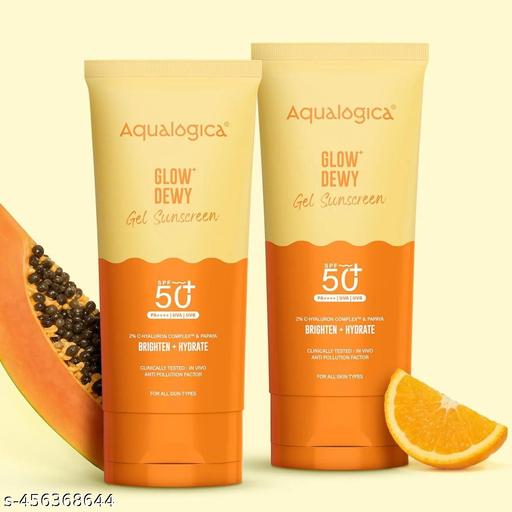 Aqualogica®
GLOW+
DEWY
Gel Sunscreen
SPF
50+
PA++++ | UVA | UVB
2% C-HYALURON COMPLEX™ & PAPAYA
BRIGHTEN + HYDRATE
CLINICALLY TESTED : IN VIVO
ANTI POLLUTION FACTOR
FOR ALL SKIN TYPES
Aqualogica®
GLOW+
DEWY
Gel Sunscreen
SPF
50+
PA++++ | UVA | UVB
2% C-HYALURON COMPLEX™ & PAPAYA
BRIGHTEN + HYDRATE
CLINICALLY TESTED : IN VIVO
ANTI POLLUTION FACTOR
FOR ALL SKIN TYPES
s-456368644